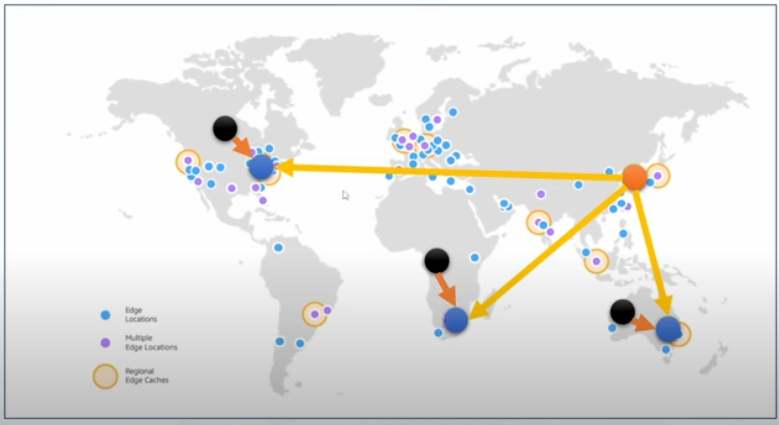 Edge
Locations
Multiple
Edge Locations
Regional
Edge Caches